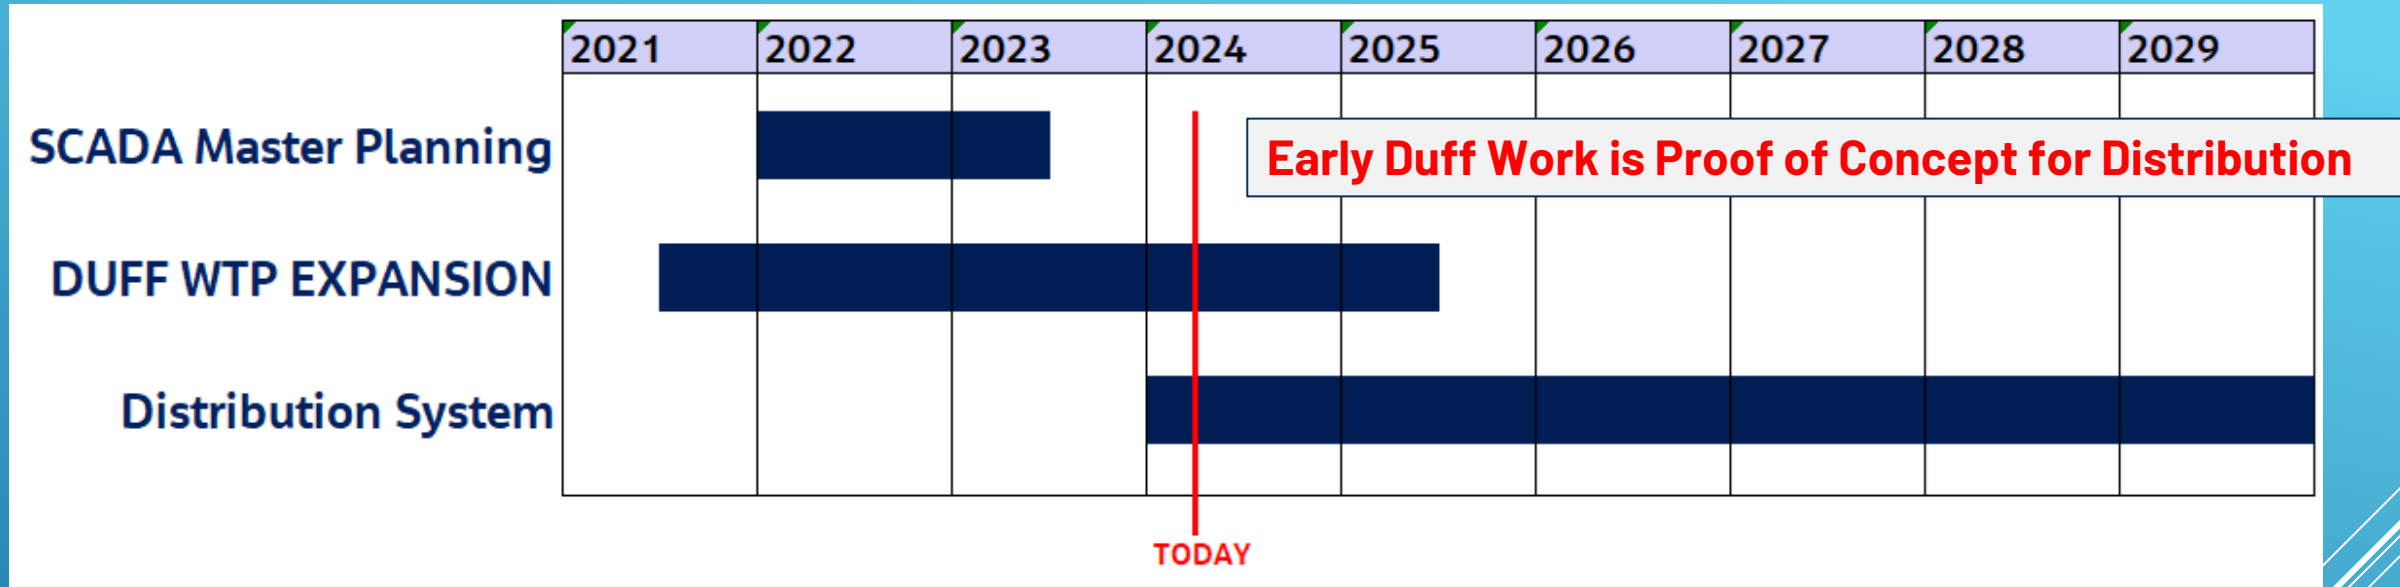 2021 2022 2023 2024 2025 2026 2027 2028 2029
SCADA Master Planning
Early Duff Work is Proof of Concept for Distribution
DUFF WTP EXPANSION
Distribution System
TODAY